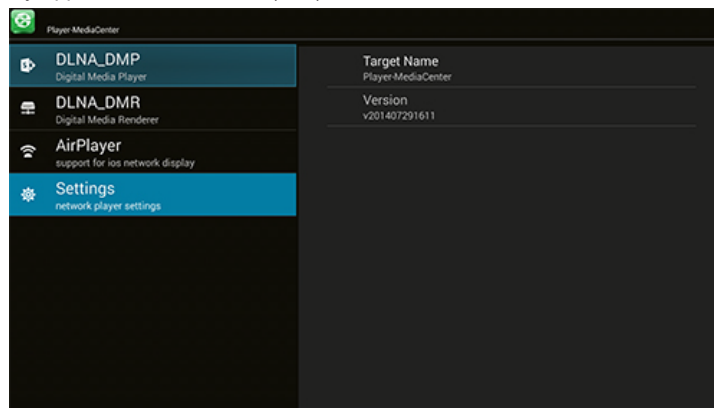 Player-MediaCenter
DLNA_DMP
Digital Media Player
DLNA_DMR
Digital Media Renderer
AirPlayer
support for ios network display
Settings
network player settings
Target Name
Player-MediaCenter
Version
v201407291611